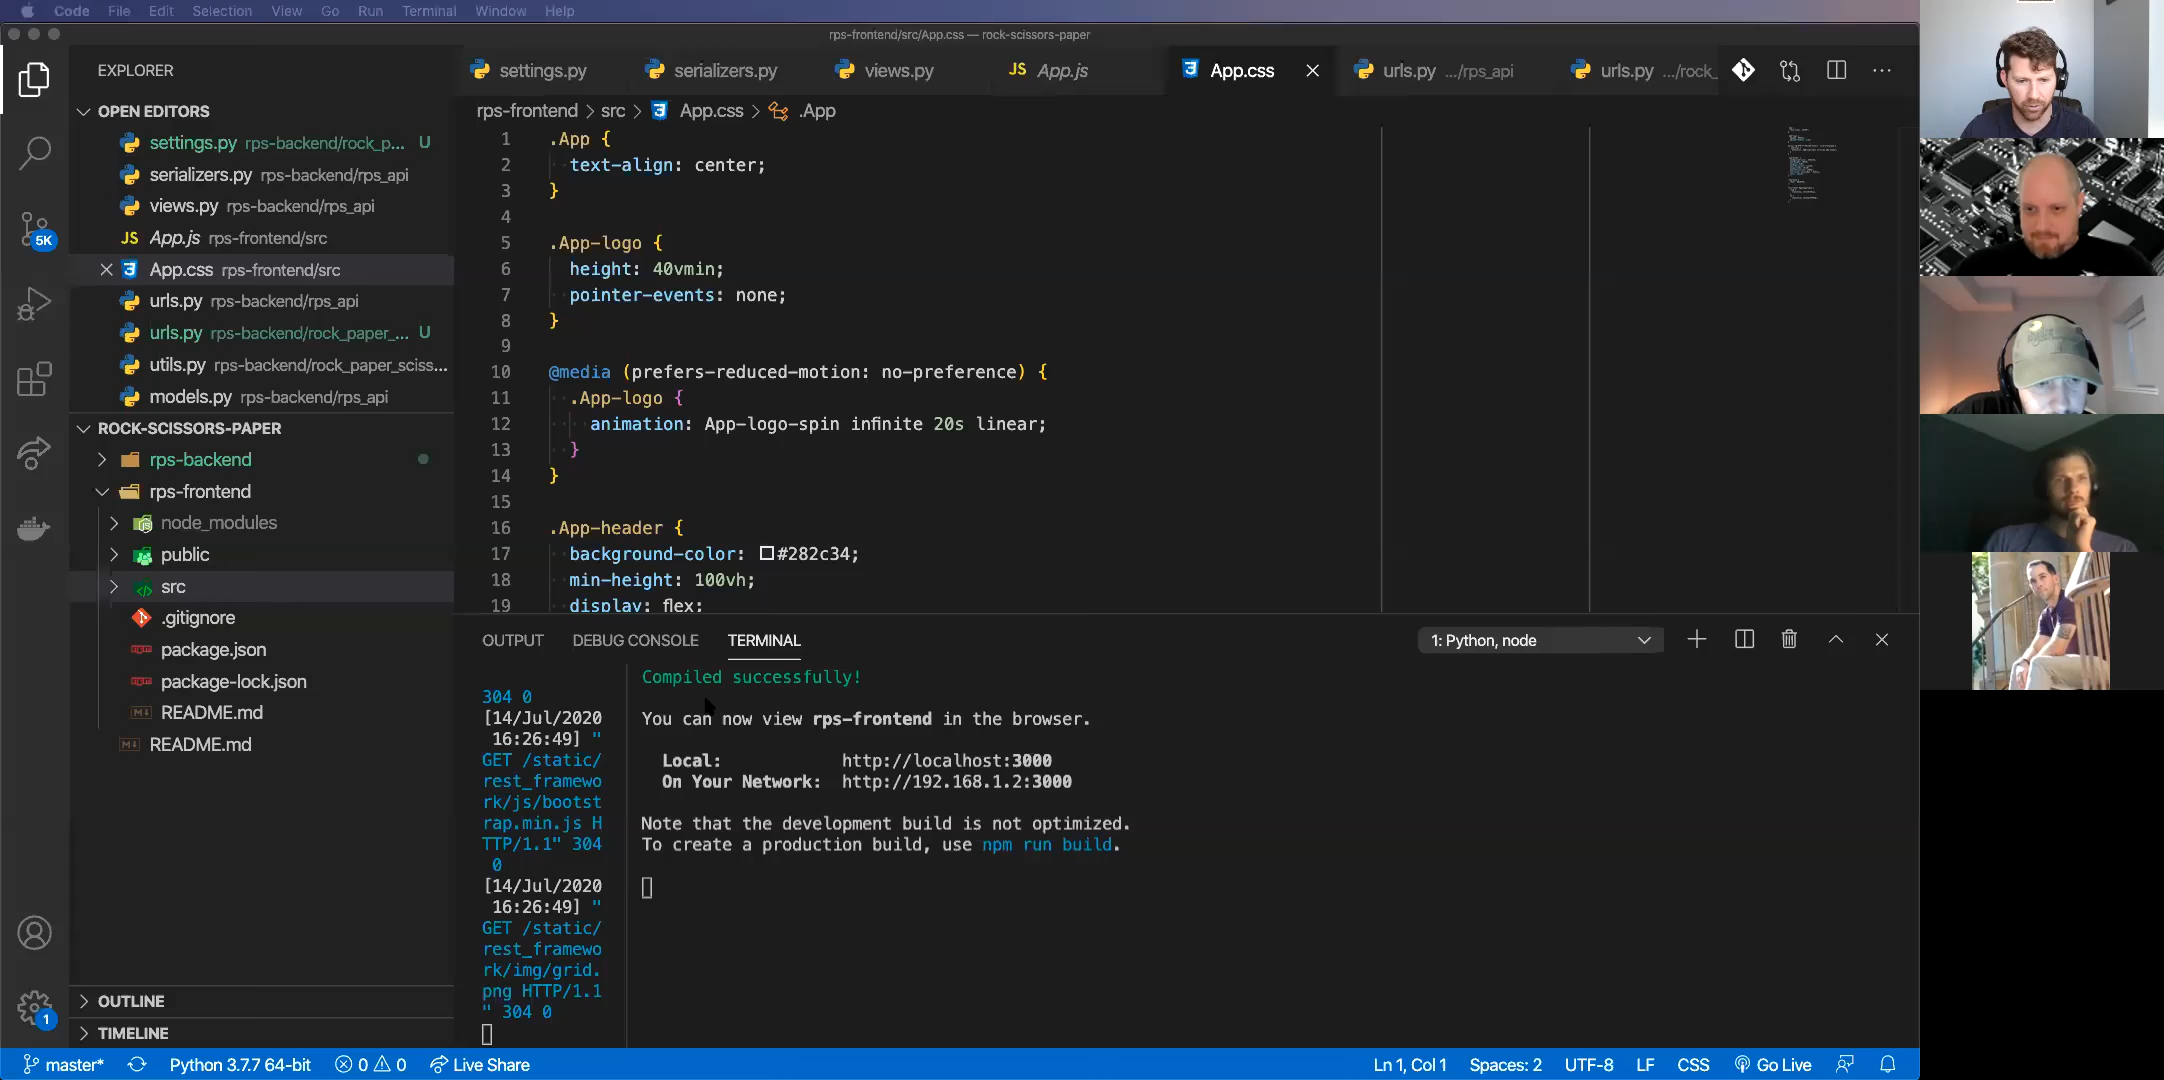 Code File Edit Selection View Go Run Terminal Window Help
rps-frontend/src/App.css — rock-scissors-paper
EXPLORER
settings.py
serializers.py
views.py
JS App.js
App.css
urls.py .../rps_api
urls.py .../rock_
OPEN EDITORS
settings.py rps-backend/rock_p... U
serializers.py rps-backend/rps_api
views.py rps-backend/rps_api
JS App.js rps-frontend/src
App.css rps-frontend/src
urls.py rps-backend/rps_api
urls.py rps-backend/rock_paper_... U
utils.py rps-backend/rock_paper_sciss...
models.py rps-backend/rps_api
5K
ROCK-SCISSORS-PAPER
rps-backend
rps-frontend
node_modules
public
src
.gitignore
package.json
package-lock.json
README.md
README.md
OUTLINE
TIMELINE
1
rps-frontend > src > App.css > .App
1 .App {
2 text-align: center;
3 }
4
5 .App-logo {
6 height: 40vmin;
7 pointer-events: none;
8 }
9
10 @media (prefers-reduced-motion: no-preference) {
11 .App-logo {
12 animation: App-logo-spin infinite 20s linear;
13 }
14 }
15
16 .App-header {
17 background-color: #282c34;
18 min-height: 100vh;
19 display: flex;
OUTPUT DEBUG CONSOLE TERMINAL
1: Python, node
304 0
[14/Jul/2020
16:26:49] "
GET /static/
rest_framewo
rk/js/bootst
rap.min.js H
TTP/1.1" 304
0
[14/Jul/2020
16:26:49] "
GET /static/
rest_framewo
rk/img/grid.
png HTTP/1.1
" 304 0
Compiled successfully!
You can now view rps-frontend in the browser.
Local: http://localhost:3000
On Your Network: http://192.168.1.2:3000
Note that the development build is not optimized.
To create a production build, use npm run build.
master* Python 3.7.7 64-bit 0 0 Live Share
Ln 1, Col 1 Spaces: 2 UTF-8 LF CSS Go Live